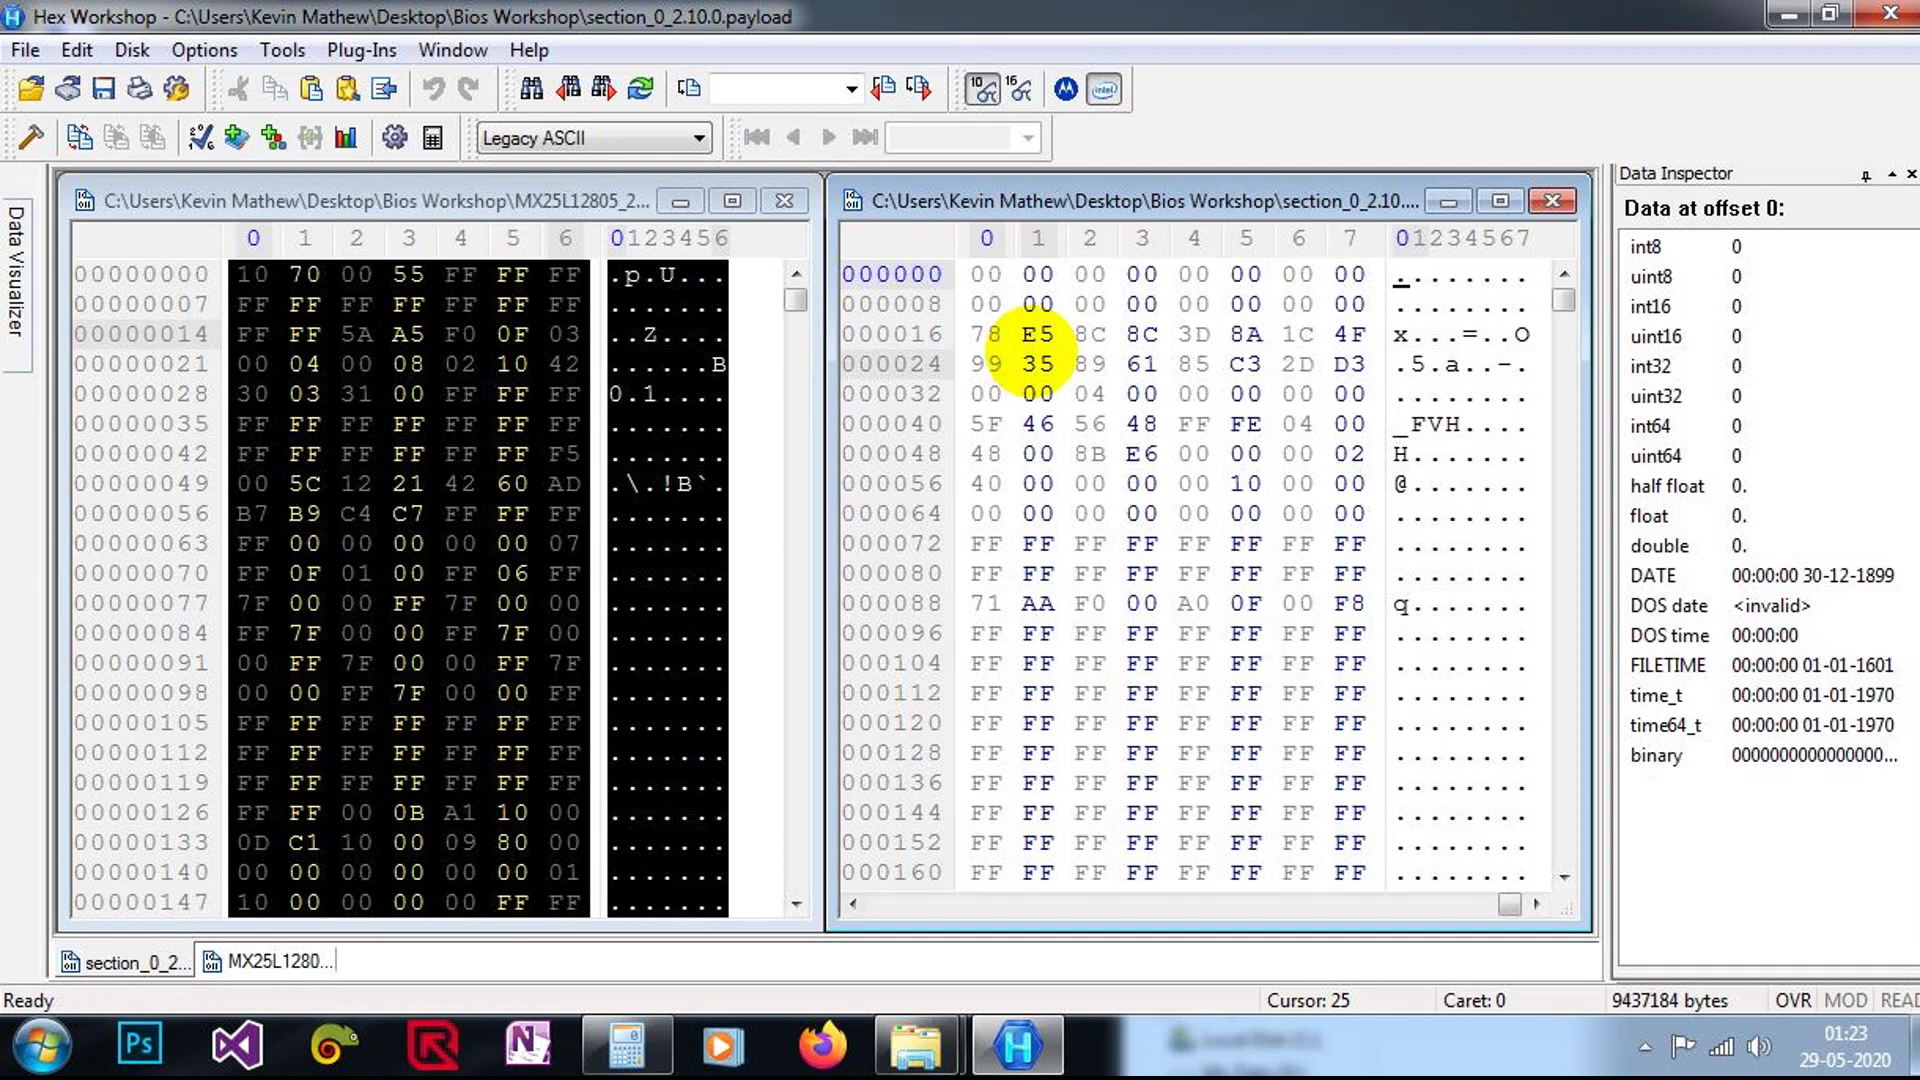 Hex Workshop - C:\Users\Kevin Mathew\Desktop\Bios Workshop\section_0_2.10.0.payload
File Edit Disk Options Tools Plug-Ins Window Help
10 16 intel
Legacy ASCII
Data Visualizer
C:\Users\Kevin Mathew\Desktop\Bios Workshop\MX25L12805_2...
0 1 2 3 4 5 6 0123456
00000000 10 70 00 55 FF FF FF .p.U...
00000007 FF FF FF FF FF FF FF .......
00000014 FF FF 5A A5 F0 0F 03 ..Z....
00000021 00 04 00 08 02 10 42 ......B
00000028 30 03 31 00 FF FF FF 0.1....
00000035 FF FF FF FF FF FF FF .......
00000042 FF FF FF FF FF FF F5 .......
00000049 00 5C 12 21 42 60 AD .\.!B`.
00000056 B7 B9 C4 C7 FF FF FF .......
00000063 FF 00 00 00 00 00 07 .......
00000070 FF 0F 01 00 FF 06 FF .......
00000077 7F 00 00 FF 7F 00 00 .......
00000084 FF 7F 00 00 FF 7F 00 .......
00000091 00 FF 7F 00 00 FF 7F .......
00000098 00 00 FF 7F 00 00 FF .......
00000105 FF FF FF FF FF FF FF .......
00000112 FF FF FF FF FF FF FF .......
00000119 FF FF FF FF FF FF FF .......
00000126 FF FF 00 0B A1 10 00 .......
00000133 0D C1 10 00 09 80 00 .......
00000140 00 00 00 00 00 00 01 .......
00000147 10 00 00 00 00 FF FF .......
C:\Users\Kevin Mathew\Desktop\Bios Workshop\section_0_2.10....
0 1 2 3 4 5 6 7 01234567
000000 00 00 00 00 00 00 00 00 ........
000008 00 00 00 00 00 00 00 00 ........
000016 78 E5 8C 8C 3D 8A 1C 4F x...=..O
000024 99 35 89 61 85 C3 2D D3 .5.a..-.
000032 00 00 04 00 00 00 00 00 ........
000040 5F 46 56 48 FF FE 04 00 _FVH....
000048 48 00 8B E6 00 00 00 02 H.......
000056 40 00 00 00 00 10 00 00 @.......
000064 00 00 00 00 00 00 00 00 ........
000072 FF FF FF FF FF FF FF FF ........
000080 FF FF FF FF FF FF FF FF ........
000088 71 AA F0 00 A0 0F 00 F8 q.......
000096 FF FF FF FF FF FF FF FF ........
000104 FF FF FF FF FF FF FF FF ........
000112 FF FF FF FF FF FF FF FF ........
000120 FF FF FF FF FF FF FF FF ........
000128 FF FF FF FF FF FF FF FF ........
000136 FF FF FF FF FF FF FF FF ........
000144 FF FF FF FF FF FF FF FF ........
000152 FF FF FF FF FF FF FF FF ........
000160 FF FF FF FF FF FF FF FF ........
Data Inspector
Data at offset 0:
int8 0
uint8 0
int16 0
uint16 0
int32 0
uint32 0
int64 0
uint64 0
half float 0.
float 0.
double 0.
DATE 00:00:00 30-12-1899
DOS date <invalid>
DOS time 00:00:00
FILETIME 00:00:00 01-01-1601
time_t 00:00:00 01-01-1970
time64_t 00:00:00 01-01-1970
binary 0000000000000000...
section_0_2... MX25L1280...
Ready Cursor: 25 Caret: 0 9437184 bytes OVR MOD READ
Ps N H
01:23
29-05-2020